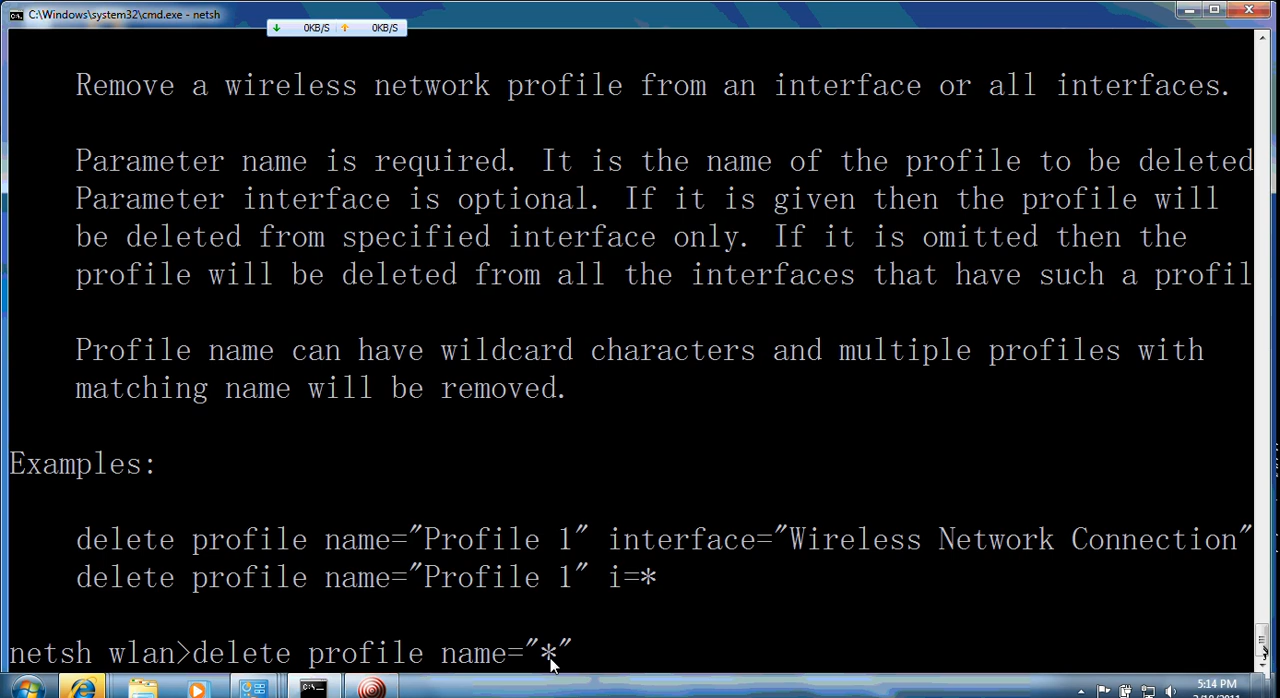 C:\Windows\system32\cmd.exe - netsh
0KB/S 0KB/S
Remove a wireless network profile from an interface or all interfaces.
Parameter name is required. It is the name of the profile to be deleted
Parameter interface is optional. If it is given then the profile will
be deleted from specified interface only. If it is omitted then the
profile will be deleted from all the interfaces that have such a profil
Profile name can have wildcard characters and multiple profiles with
matching name will be removed.
Examples:
delete profile name="Profile 1" interface="Wireless Network Connection"
delete profile name="Profile 1" i=*
netsh wlan>delete profile name="*"
5:14 PM